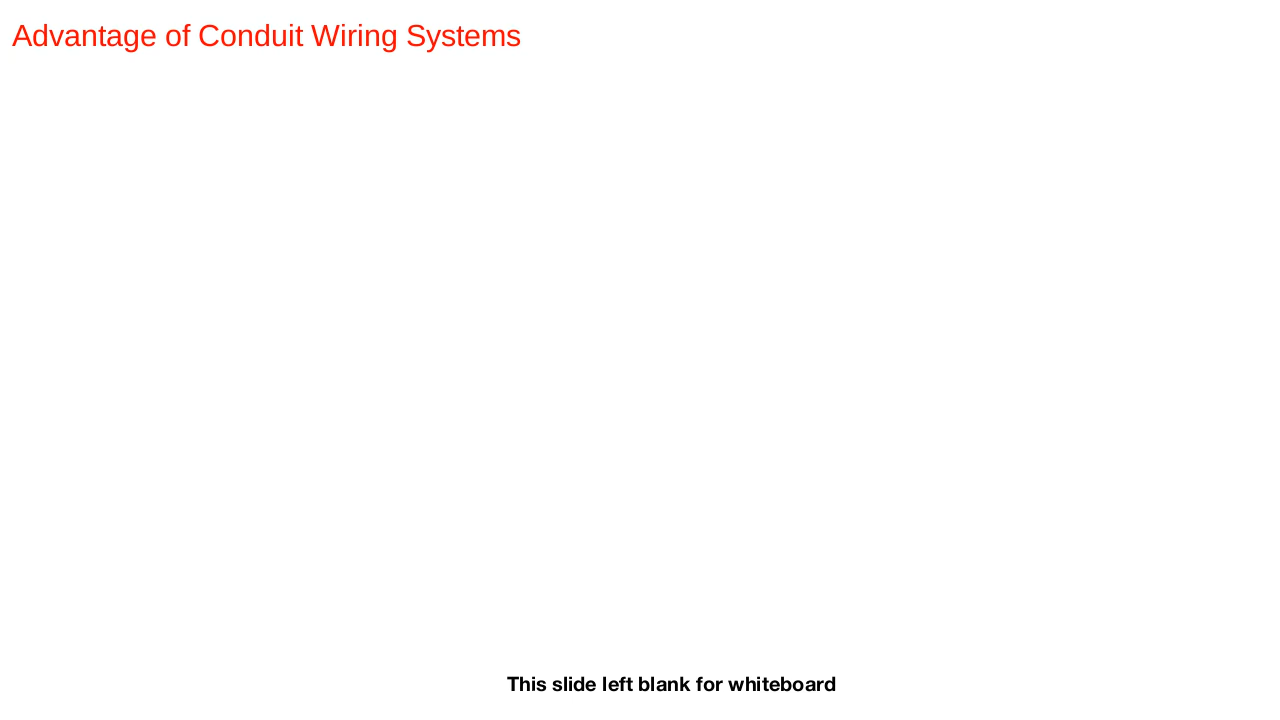 Advantage of Conduit Wiring Systems
This slide left blank for whiteboard